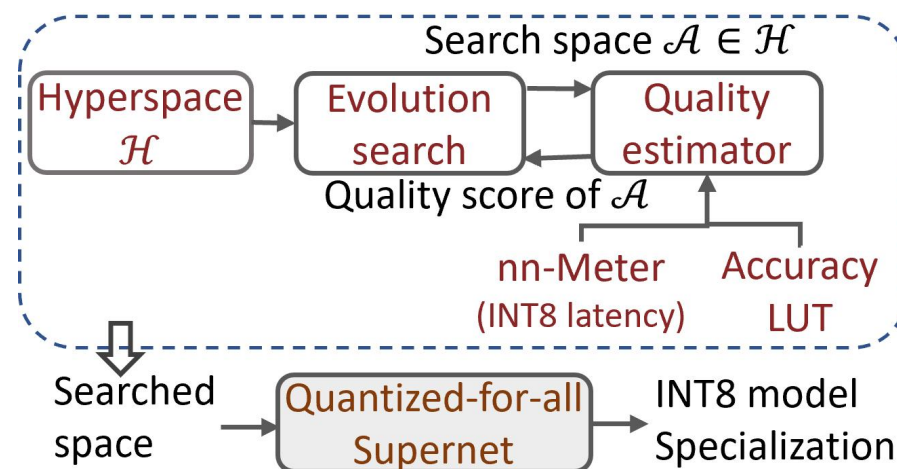 Search space 𝒜 ∈ ℋ
Hyperspace
ℋ
Evolution
search
Quality
estimator
Quality score of 𝒜
nn-Meter
(INT8 latency)
Accuracy
LUT
Searched
space
Quantized-for-all
Supernet
INT8 model
Specialization